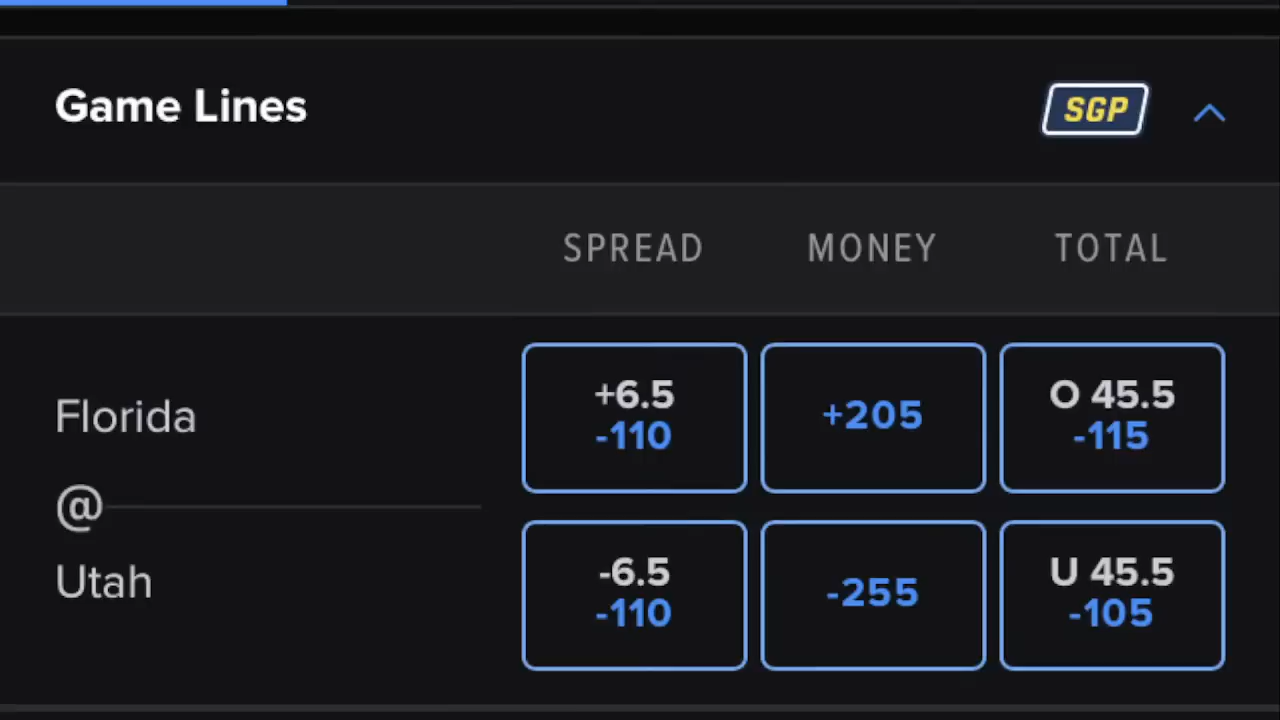 Game Lines SGP
SPREAD MONEY TOTAL
Florida
+6.5
-110
+205
O 45.5
-115
@
Utah
-6.5
-110
-255
U 45.5
-105